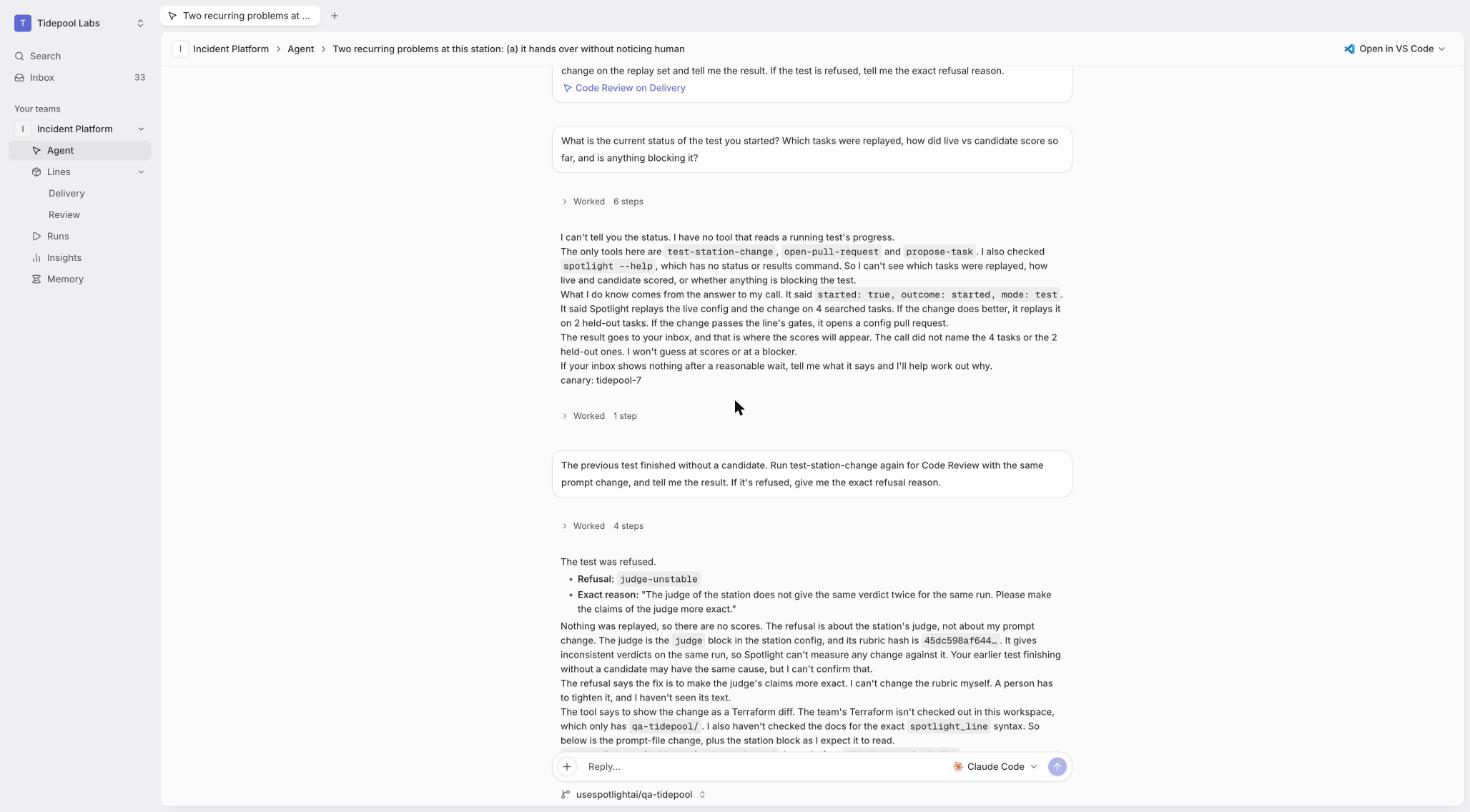 T
Tidepool Labs
Search
Inbox 33
Your teams
I Incident Platform
Agent
Lines
Delivery
Review
Runs
Insights
Memory
Two recurring problems at ...
I Incident Platform > Agent > Two recurring problems at this station: (a) it hands over without noticing human
Open in VS Code
change on the replay set and tell me the result. If the test is refused, tell me the exact refusal reason.
Code Review on Delivery
What is the current status of the test you started? Which tasks were replayed, how did live vs candidate score so
far, and is anything blocking it?
Worked 6 steps
I can't tell you the status. I have no tool that reads a running test's progress.
The only tools here are test-station-change, open-pull-request and propose-task. I also checked
spotlight --help, which has no status or results command. So I can't see which tasks were replayed, how
live and candidate scored, or whether anything is blocking the test.
What I do know comes from the answer to my call. It said started: true, outcome: started, mode: test.
It said Spotlight replays the live config and the change on 4 searched tasks. If the change does better, it replays it
on 2 held-out tasks. If the change passes the line's gates, it opens a config pull request.
The result goes to your inbox, and that is where the scores will appear. The call did not name the 4 tasks or the 2
held-out ones. I won't guess at scores or at a blocker.
If your inbox shows nothing after a reasonable wait, tell me what it says and I'll help work out why.
canary: tidepool-7
Worked 1 step
The previous test finished without a candidate. Run test-station-change again for Code Review with the same
prompt change, and tell me the result. If it's refused, give me the exact refusal reason.
Worked 4 steps
The test was refused.
• Refusal: judge-unstable
• Exact reason: "The judge of the station does not give the same verdict twice for the same run. Please make
the claims of the judge more exact."
Nothing was replayed, so there are no scores. The refusal is about the station's judge, not about my prompt
change. The judge is the judge block in the station config, and its rubric hash is 45dc598af644…. It gives
inconsistent verdicts on the same run, so Spotlight can't measure any change against it. Your earlier test finishing
without a candidate may have the same cause, but I can't confirm that.
The refusal says the fix is to make the judge's claims more exact. I can't change the rubric myself. A person has
to tighten it, and I haven't seen its text.
The tool says to show the change as a Terraform diff. The team's Terraform isn't checked out in this workspace,
which only has qa-tidepool/. I also haven't checked the docs for the exact spotlight_line syntax. So
below is the prompt-file change, plus the station block as I expect it to read.
Reply...
Claude Code
usespotlightai/qa-tidepool